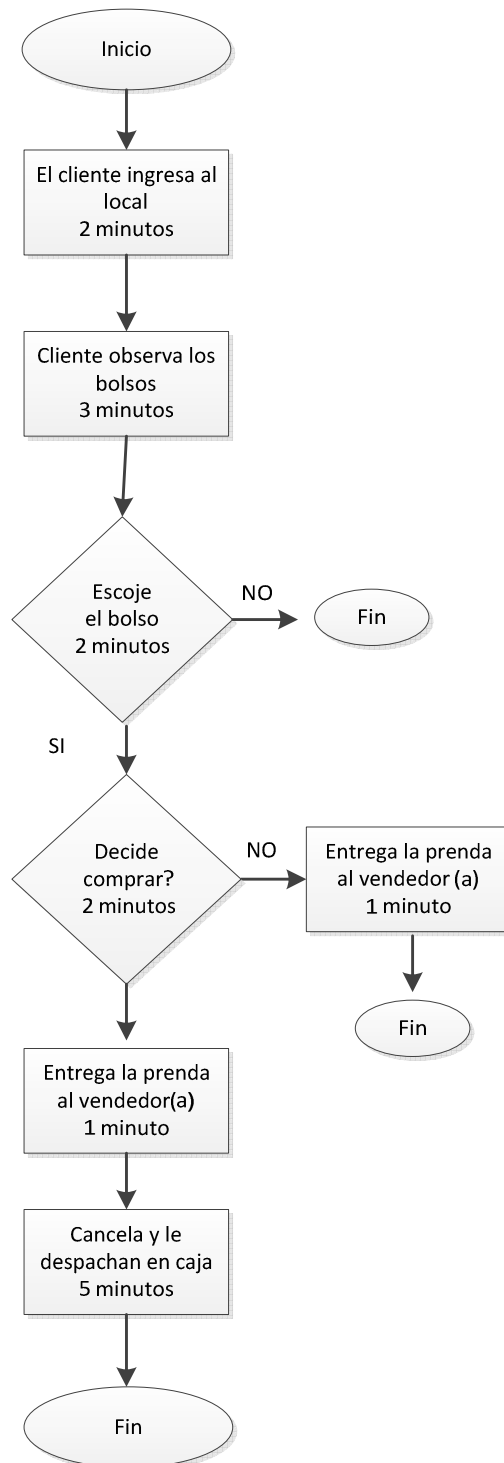 Inicio
El cliente ingresa al
local
2 minutos
Cliente observa los
bolsos
3 minutos
Escoje
el bolso
2 minutos
NO
Fin
SI
Decide
comprar?
2 minutos
NO
Entrega la prenda
al vendedor (a)
1 minuto
Fin
Entrega la prenda
al vendedor(a)
1 minuto
Cancela y le
despachan en caja
5 minutos
Fin